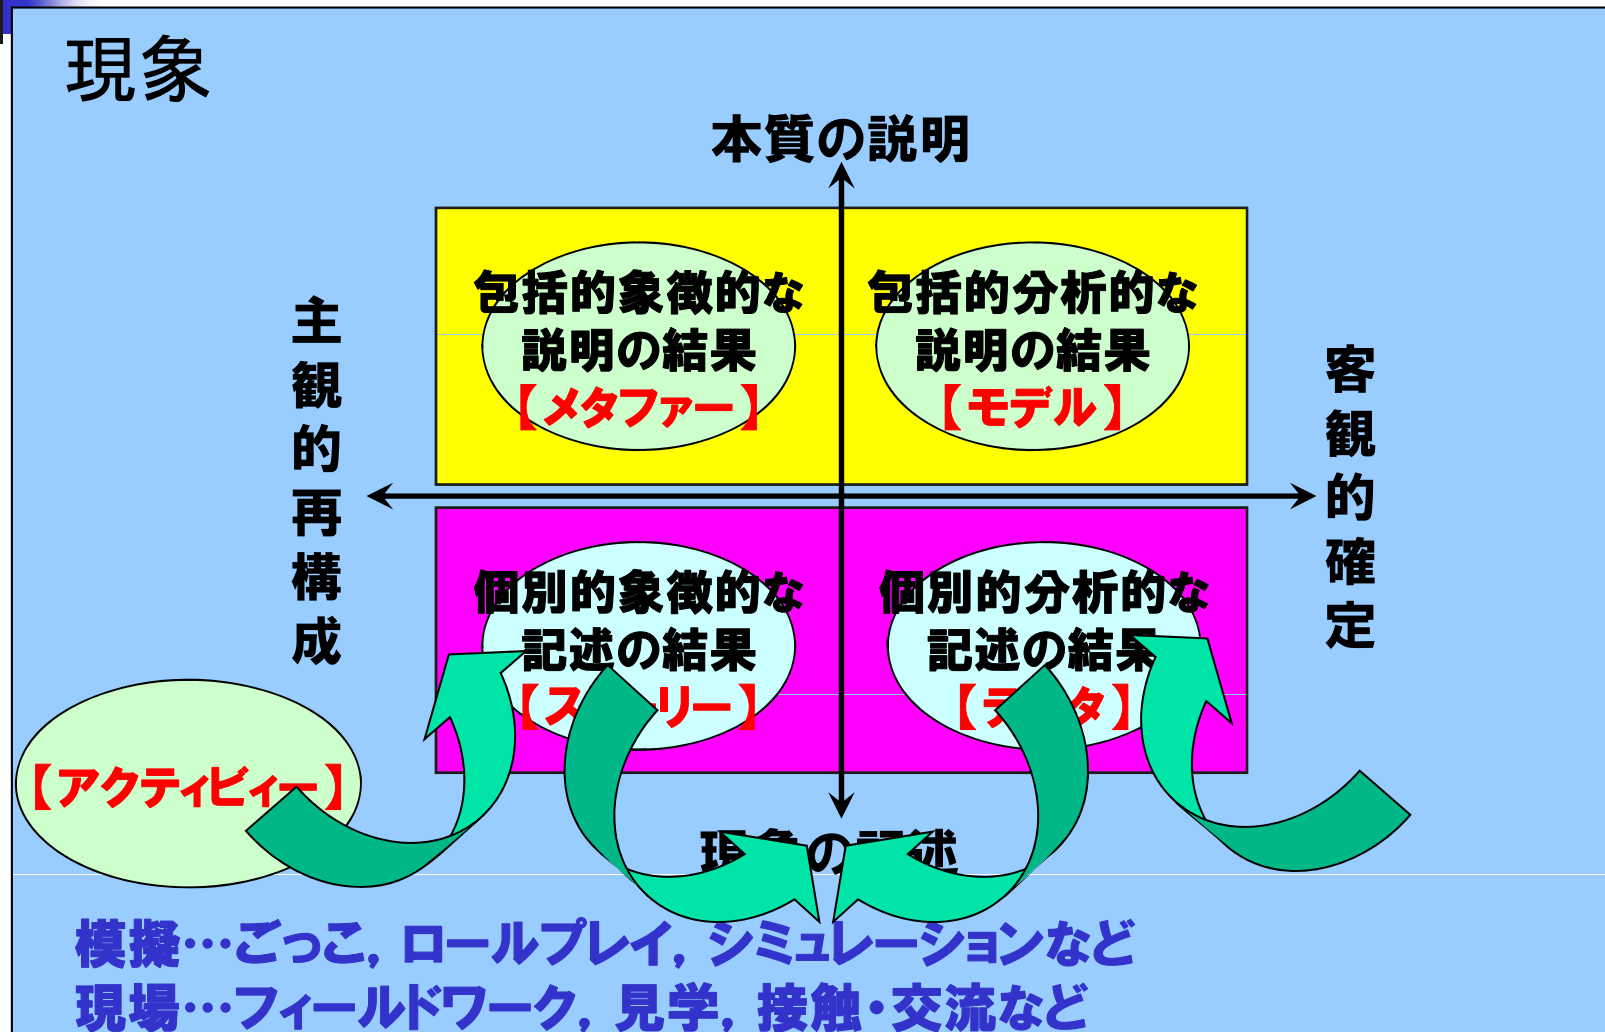 現象
本質の説明
包括的象徴的な
説明の結果
【メタファー】
包括的分析的な
説明の結果
【モデル】
主観的再構成
客観的確定
個別的象徴的な
記述の結果
個別的分析的な
記述の結果
【アクティビィー】
現象の記述
模擬…ごっこ，ロールプレイ，シミュレーションなど
現場…フィールドワーク，見学，接触・交流など